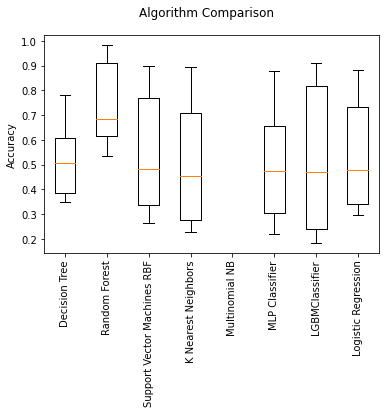 Algorithm Comparison
Accuracy
1.0
0.9
0.8
0.7
0.6
0.5
0.4
0.3
0.2
Decision Tree
Random Forest
Support Vector Machines RBF
K Nearest Neighbors
Multinomial NB
MLP Classifier
LGBMClassifier
Logistic Regression